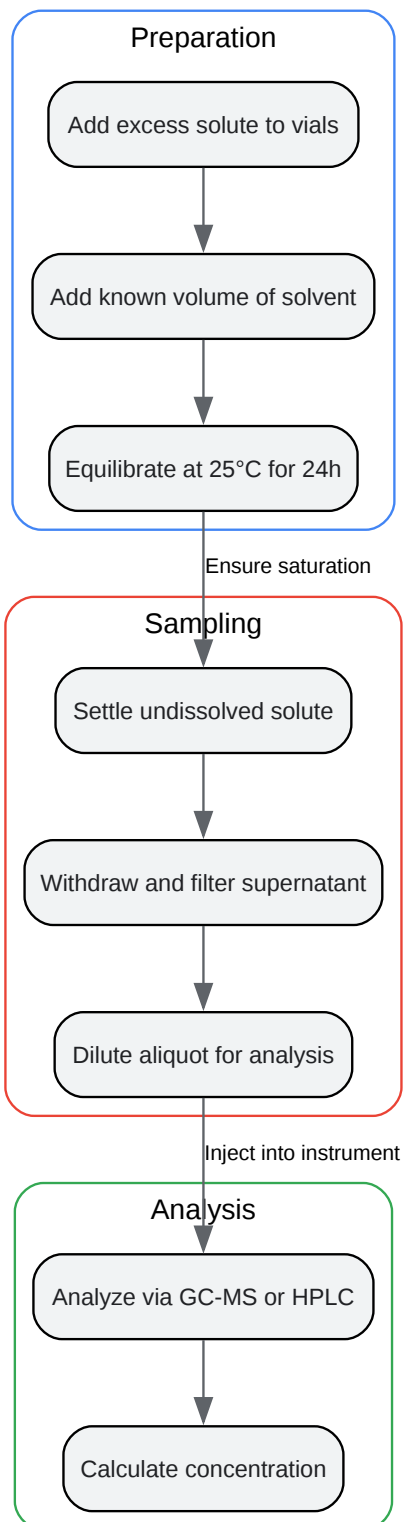 Preparation
Add excess solute to vials
Add known volume of solvent
Equilibrate at 25°C for 24h
Ensure saturation
Sampling
Settle undissolved solute
Withdraw and filter supernatant
Dilute aliquot for analysis
Inject into instrument
Analysis
Analyze via GC-MS or HPLC
Calculate concentration